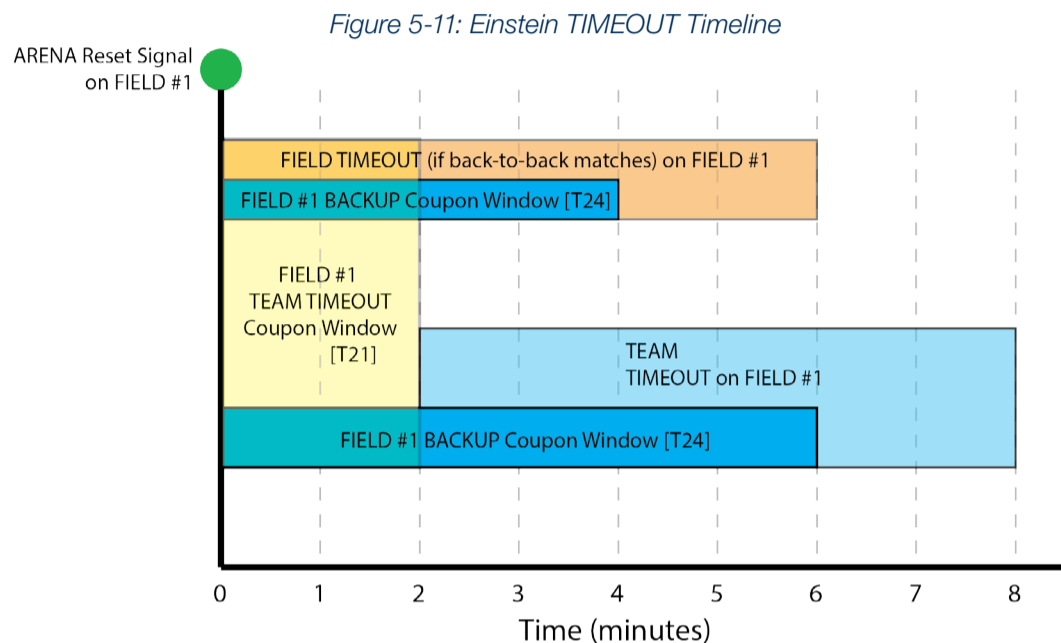 Figure 5-11: Einstein TIMEOUT Timeline
ARENA Reset Signal
on FIELD #1
FIELD TIMEOUT (if back-to-back matches) on FIELD #1
FIELD #1 BACKUP Coupon Window [T24]
FIELD #1
TEAM TIMEOUT
Coupon Window
[T21]
TEAM
TIMEOUT on FIELD #1
FIELD #1 BACKUP Coupon Window [T24]
0 1 2 3 4 5 6 7 8
Time (minutes)